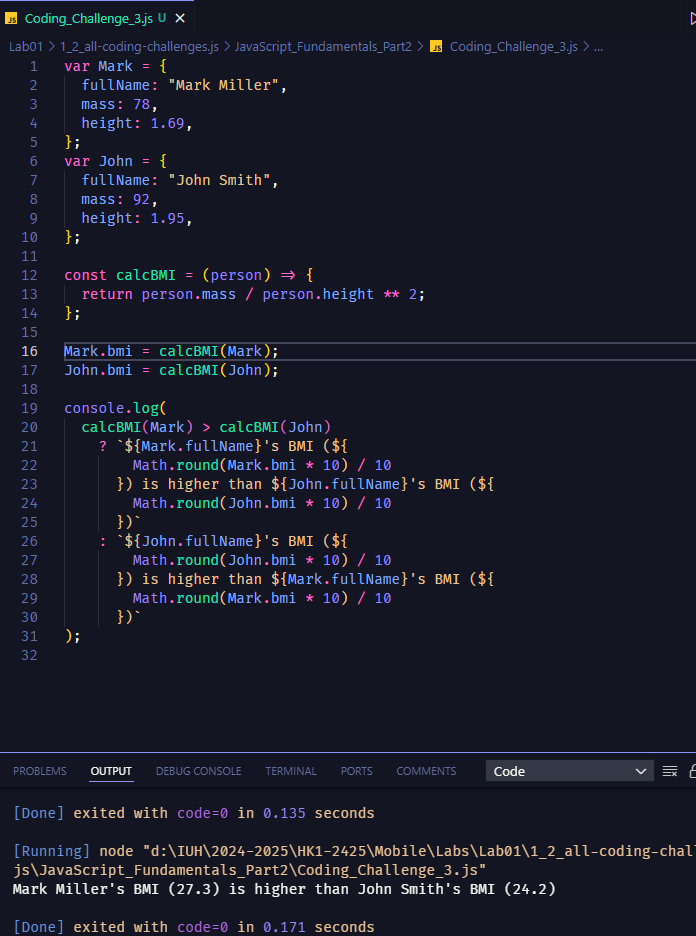 JS Coding_Challenge_3.js U ×
Lab01 > 1_2_all-coding-challenges.js > JavaScript_Fundamentals_Part2 > JS Coding_Challenge_3.js > ...
1 var Mark = {
2   fullName: "Mark Miller",
3   mass: 78,
4   height: 1.69,
5 };
6 var John = {
7   fullName: "John Smith",
8   mass: 92,
9   height: 1.95,
10 };
11
12 const calcBMI = (person) => {
13   return person.mass / person.height ** 2;
14 };
15
16 Mark.bmi = calcBMI(Mark);
17 John.bmi = calcBMI(John);
18
19 console.log(
20   calcBMI(Mark) > calcBMI(John)
21     ? `${Mark.fullName}'s BMI (${
22         Math.round(Mark.bmi * 10) / 10
23       }) is higher than ${John.fullName}'s BMI (${
24         Math.round(John.bmi * 10) / 10
25       })`
26     : `${John.fullName}'s BMI (${
27         Math.round(John.bmi * 10) / 10
28       }) is higher than ${Mark.fullName}'s BMI (${
29         Math.round(Mark.bmi * 10) / 10
30       })`
31 );
32
PROBLEMS OUTPUT DEBUG CONSOLE TERMINAL PORTS COMMENTS Code
[Done] exited with code=0 in 0.135 seconds
[Running] node "d:\IUH\2024-2025\HK1-2425\Mobile\Labs\Lab01\1_2_all-coding-chal
js\JavaScript_Fundamentals_Part2\Coding_Challenge_3.js"
Mark Miller's BMI (27.3) is higher than John Smith's BMI (24.2)
[Done] exited with code=0 in 0.171 seconds